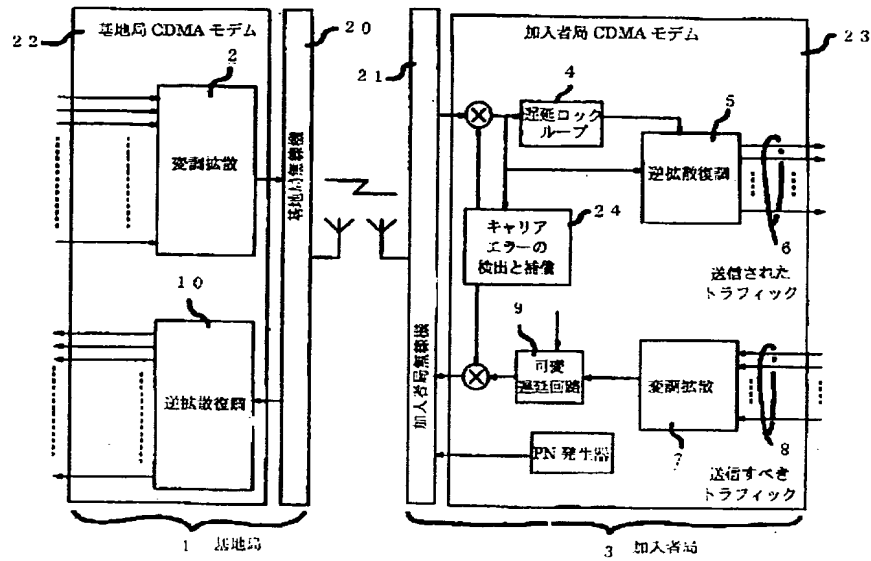 22
基地局 CDMA モデム
20
2
変調拡散
基地局無線機
10
逆拡散復調
1 基地局
21
加入者局無線機
加入者局 CDMA モデム
23
4
遅延ロック
ループ
5
逆拡散復調
24
キャリア
エラーの
検出と補償
6
送信された
トラフィック
9
可変
遅延回路
変調拡散
7
8
PN 発生器
送信すべき
トラフィック
3 加入者局